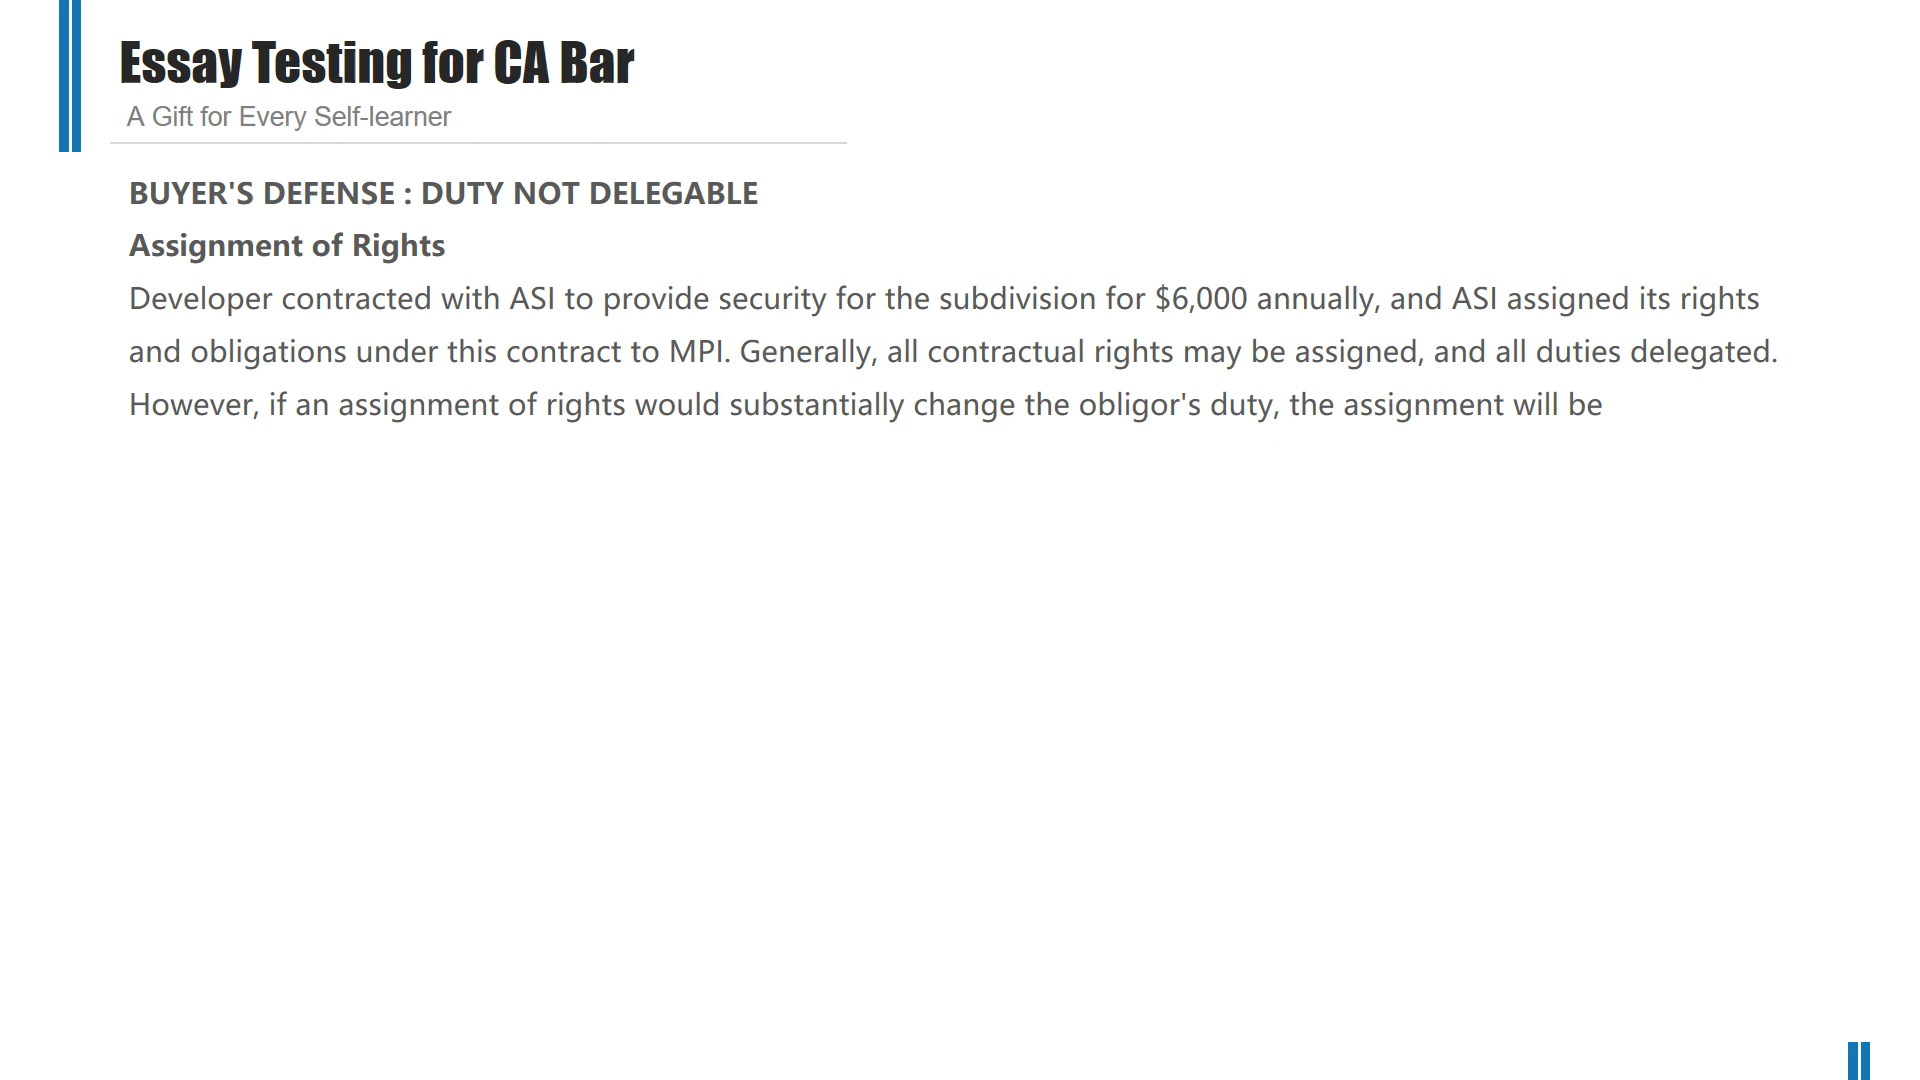 Essay Testing for CA Bar
A Gift for Every Self-learner
BUYER'S DEFENSE : DUTY NOT DELEGABLE
Assignment of Rights
Developer contracted with ASI to provide security for the subdivision for $6,000 annually, and ASI assigned its rights
and obligations under this contract to MPI. Generally, all contractual rights may be assigned, and all duties delegated.
However, if an assignment of rights would substantially change the obligor's duty, the assignment will be